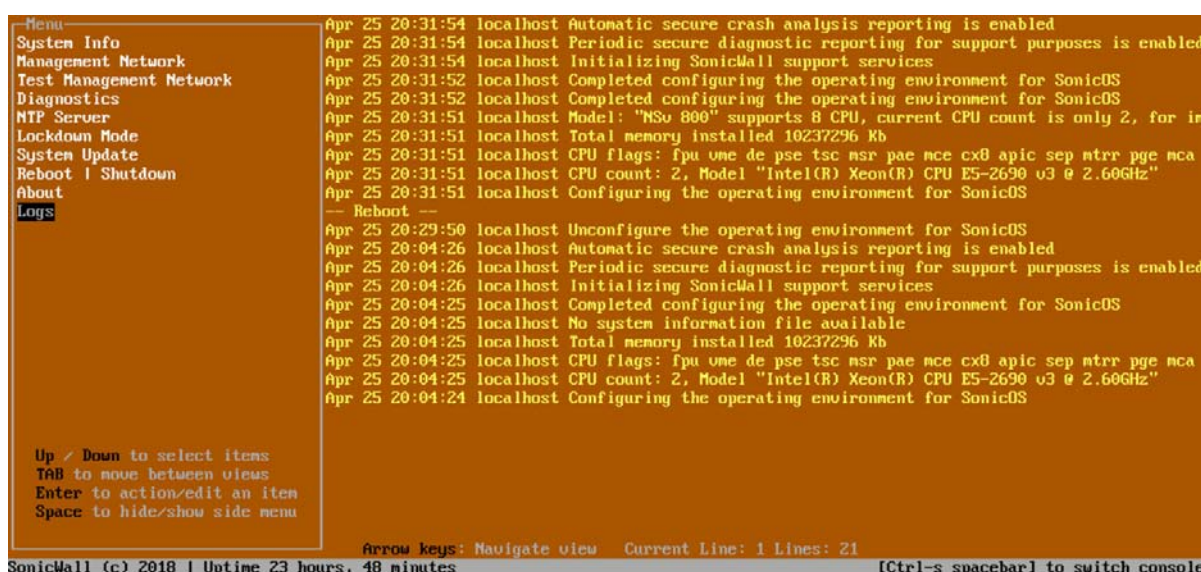 Menu
System Info
Management Network
Test Management Network
Diagnostics
NTP Server
Lockdown Mode
System Update
Reboot | Shutdown
About
Logs
Up / Down to select items
TAB to move between views
Enter to action/edit an item
Space to hide/show side menu
Apr 25 20:31:54 localhost Automatic secure crash analysis reporting is enabled
Apr 25 20:31:54 localhost Periodic secure diagnostic reporting for support purposes is enabled
Apr 25 20:31:54 localhost Initializing SonicWall support services
Apr 25 20:31:52 localhost Completed configuring the operating environment for SonicOS
Apr 25 20:31:52 localhost Completed configuring the operating environment for SonicOS
Apr 25 20:31:51 localhost Model: "NSv 800" supports 8 CPU, current CPU count is only 2, for im
Apr 25 20:31:51 localhost Total memory installed 10237296 Kb
Apr 25 20:31:51 localhost CPU flags: fpu vme de pse tsc msr pae mce cx8 apic sep mtrr pge mca
Apr 25 20:31:51 localhost CPU count: 2, Model "Intel(R) Xeon(R) CPU E5-2690 v3 @ 2.60GHz"
Apr 25 20:31:51 localhost Configuring the operating environment for SonicOS
-- Reboot --
Apr 25 20:29:50 localhost Unconfigure the operating environment for SonicOS
Apr 25 20:04:26 localhost Automatic secure crash analysis reporting is enabled
Apr 25 20:04:26 localhost Periodic secure diagnostic reporting for support purposes is enabled
Apr 25 20:04:26 localhost Initializing SonicWall support services
Apr 25 20:04:25 localhost Completed configuring the operating environment for SonicOS
Apr 25 20:04:25 localhost No system information file available
Apr 25 20:04:25 localhost Total memory installed 10237296 Kb
Apr 25 20:04:25 localhost CPU flags: fpu vme de pse tsc msr pae mce cx8 apic sep mtrr pge mca
Apr 25 20:04:25 localhost CPU count: 2, Model "Intel(R) Xeon(R) CPU E5-2690 v3 @ 2.60GHz"
Apr 25 20:04:24 localhost Configuring the operating environment for SonicOS
Arrow keys: Navigate view Current Line: 1 Lines: 21
SonicWall (c) 2018 | Uptime 23 hours, 48 minutes [Ctrl-s spacebar] to switch console